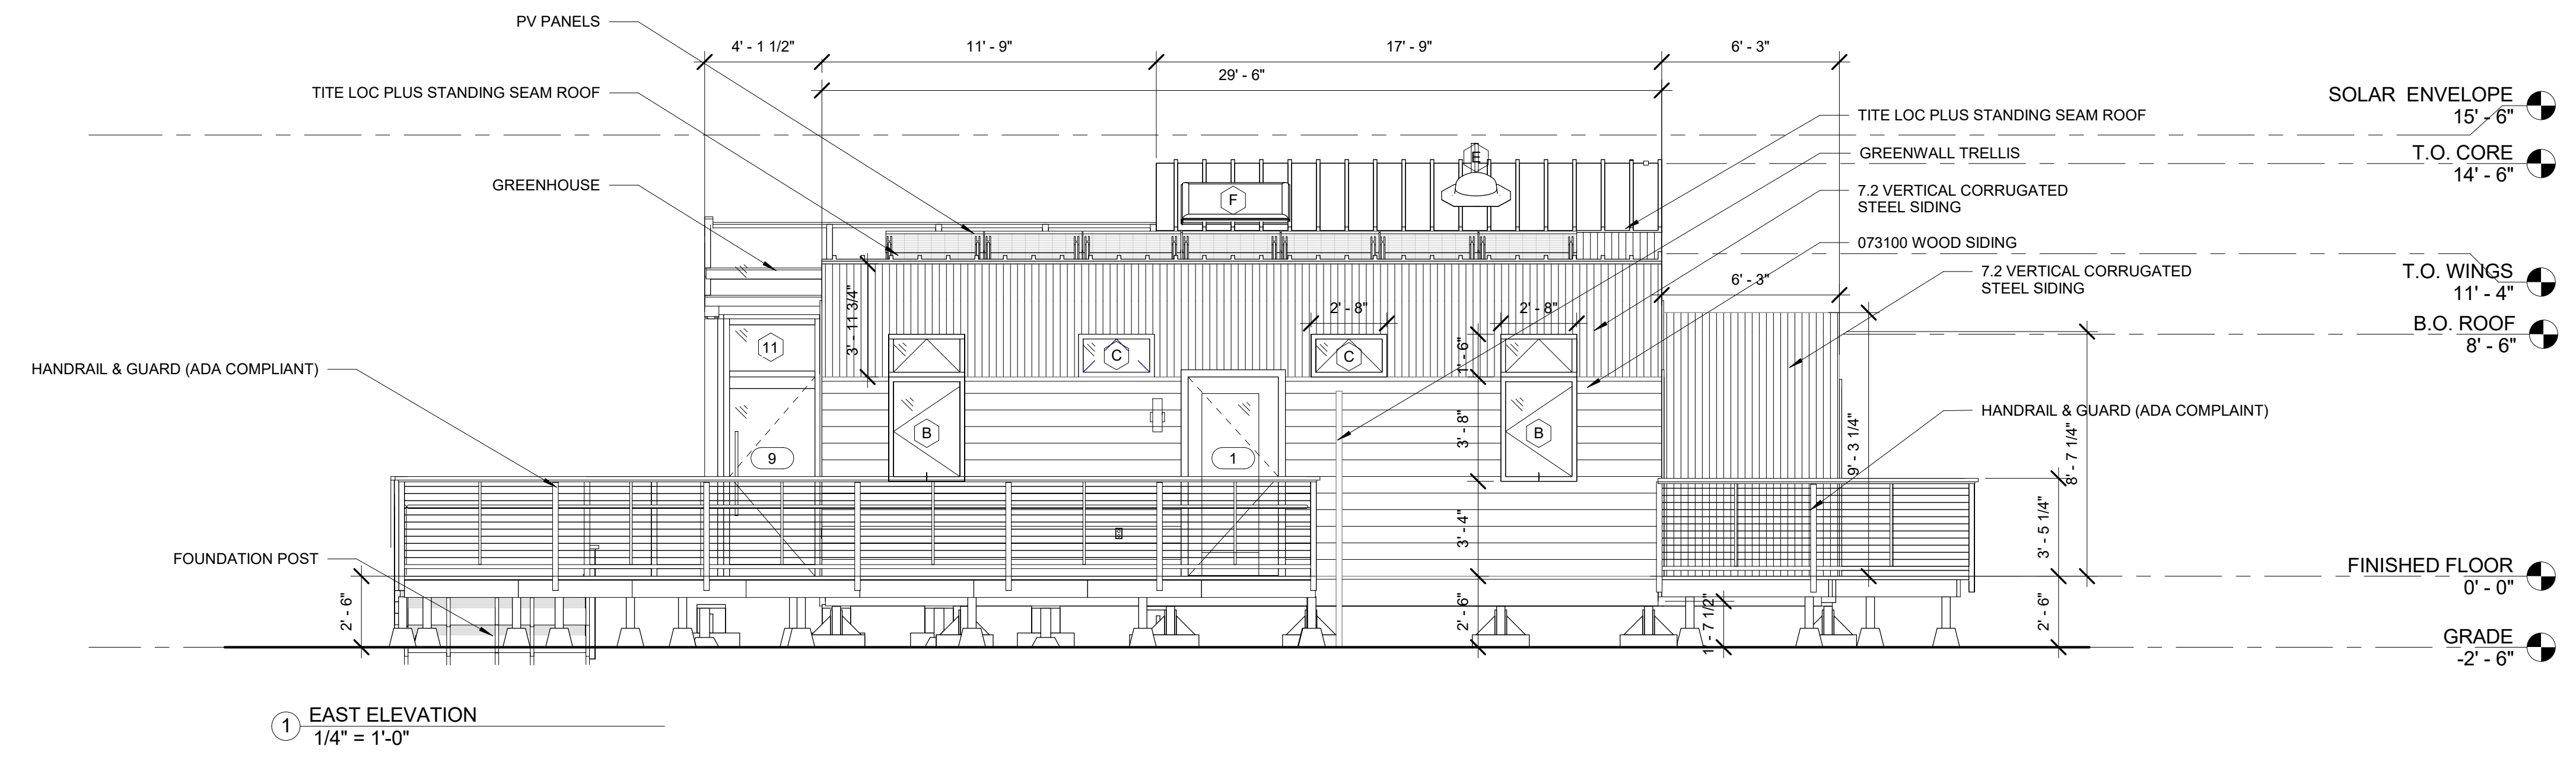 PV PANELS
4' - 1 1/2"
11' - 9"
17' - 9"
6' - 3"
29' - 6"
TITE LOC PLUS STANDING SEAM ROOF
SOLAR ENVELOPE
15' - 6"
TITE LOC PLUS STANDING SEAM ROOF
GREENWALL TRELLIS
T.O. CORE
14' - 6"
E
GREENHOUSE
F
7.2 VERTICAL CORRUGATED
STEEL SIDING
073100 WOOD SIDING
7.2 VERTICAL CORRUGATED
STEEL SIDING
6' - 3"
T.O. WINGS
11' - 4"
3' - 11 3/4"
2' - 8"
2' - 8"
B.O. ROOF
8' - 6"
11
C
C
1' - 6"
HANDRAIL & GUARD (ADA COMPLIANT)
HANDRAIL & GUARD (ADA COMPLAINT)
B
B
9
1
3' - 8"
9' - 3 1/4"
8' - 7 1/4"
3' - 4"
3' - 5 1/4"
FOUNDATION POST
FINISHED FLOOR
0' - 0"
2' - 6"
2' - 6"
1' - 7 1/2"
2' - 6"
GRADE
-2' - 6"
1
EAST ELEVATION
1/4" = 1'-0"